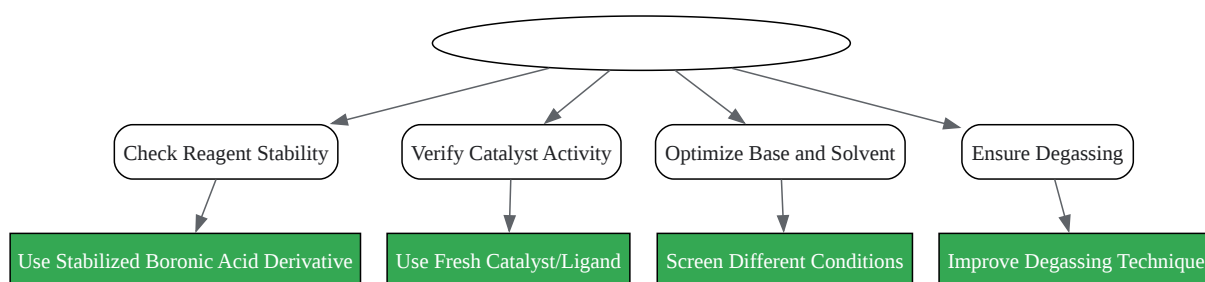 Check Reagent Stability
Verify Catalyst Activity
Optimize Base and Solvent
Ensure Degassing
Use Stabilized Boronic Acid Derivative
Use Fresh Catalyst/Ligand
Screen Different Conditions
Improve Degassing Technique